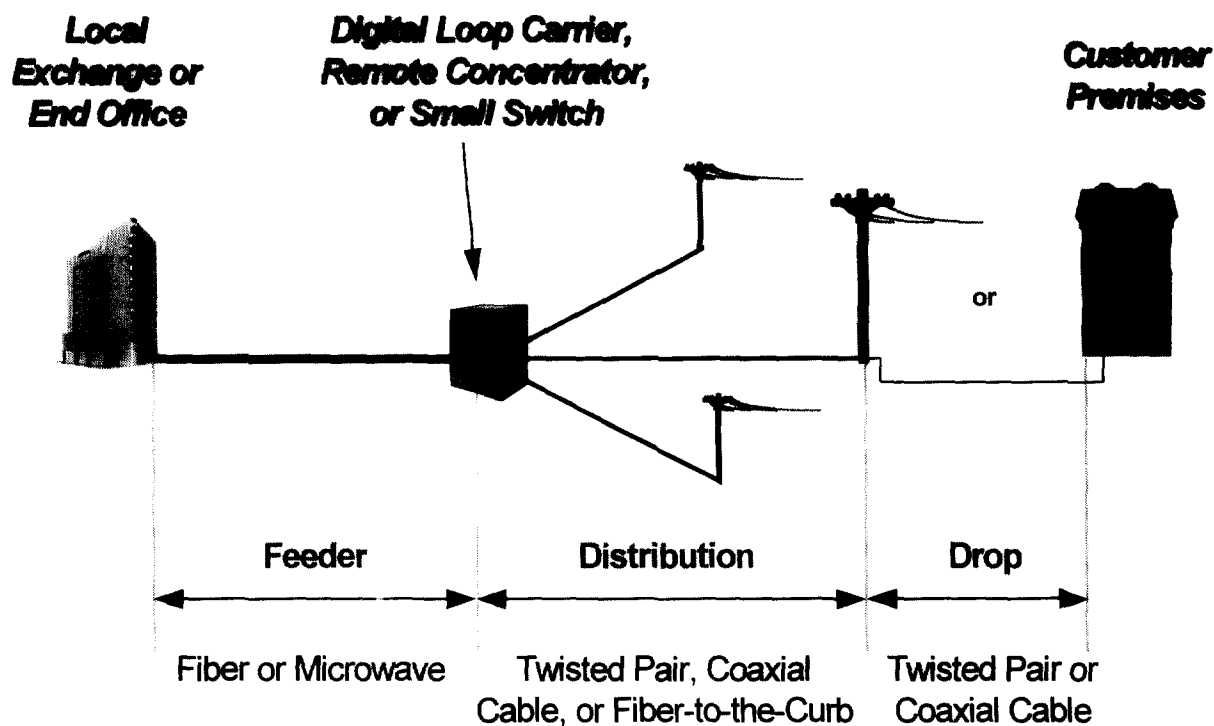 Local
Exchange or
End Office
Digital Loop Carrier,
Remote Concentrator,
or Small Switch
Customer
Premises
or
Feeder
Distribution
Drop
Fiber or Microwave
Twisted Pair, Coaxial
Cable, or Fiber-to-the-Curb
Twisted Pair or
Coaxial Cable